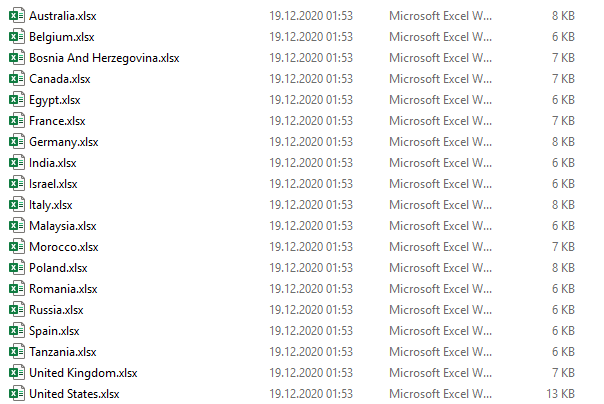 Australia.xlsx 19.12.2020 01:53 Microsoft Excel W... 8 KB
Belgium.xlsx 19.12.2020 01:53 Microsoft Excel W... 6 KB
Bosnia And Herzegovina.xlsx 19.12.2020 01:53 Microsoft Excel W... 7 KB
Canada.xlsx 19.12.2020 01:53 Microsoft Excel W... 7 KB
Egypt.xlsx 19.12.2020 01:53 Microsoft Excel W... 6 KB
France.xlsx 19.12.2020 01:53 Microsoft Excel W... 7 KB
Germany.xlsx 19.12.2020 01:53 Microsoft Excel W... 8 KB
India.xlsx 19.12.2020 01:53 Microsoft Excel W... 6 KB
Israel.xlsx 19.12.2020 01:53 Microsoft Excel W... 6 KB
Italy.xlsx 19.12.2020 01:53 Microsoft Excel W... 8 KB
Malaysia.xlsx 19.12.2020 01:53 Microsoft Excel W... 6 KB
Morocco.xlsx 19.12.2020 01:53 Microsoft Excel W... 7 KB
Poland.xlsx 19.12.2020 01:53 Microsoft Excel W... 8 KB
Romania.xlsx 19.12.2020 01:53 Microsoft Excel W... 6 KB
Russia.xlsx 19.12.2020 01:53 Microsoft Excel W... 6 KB
Spain.xlsx 19.12.2020 01:53 Microsoft Excel W... 6 KB
Tanzania.xlsx 19.12.2020 01:53 Microsoft Excel W... 6 KB
United Kingdom.xlsx 19.12.2020 01:53 Microsoft Excel W... 7 KB
United States.xlsx 19.12.2020 01:53 Microsoft Excel W... 13 KB